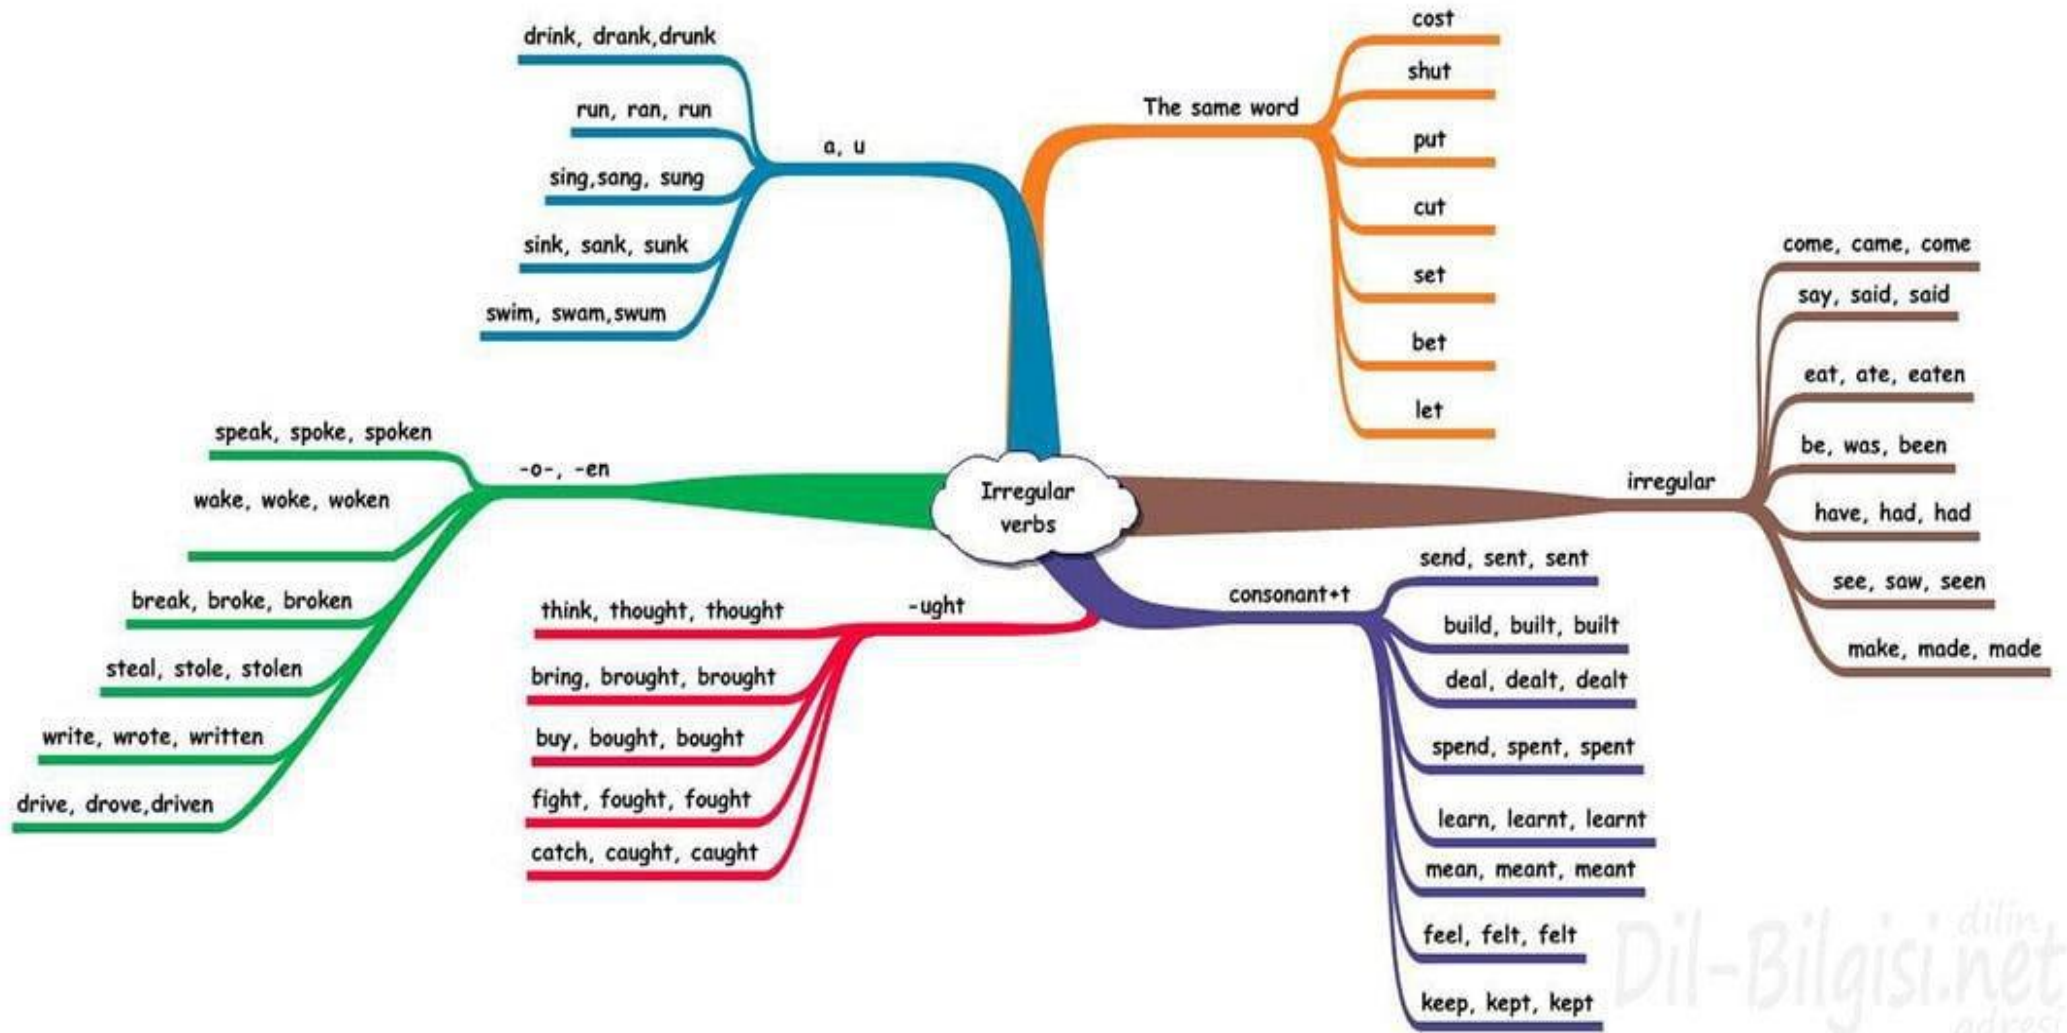 Irregular
verbs
a, u
drink, drank,drunk
run, ran, run
sing,sang, sung
sink, sank, sunk
swim, swam,swum
The same word
cost
shut
put
cut
set
bet
let
irregular
come, came, come
say, said, said
eat, ate, eaten
be, was, been
have, had, had
see, saw, seen
make, made, made
consonant+t
send, sent, sent
build, built, built
deal, dealt, dealt
spend, spent, spent
learn, learnt, learnt
mean, meant, meant
feel, felt, felt
keep, kept, kept
-ught
think, thought, thought
bring, brought, brought
buy, bought, bought
fight, fought, fought
catch, caught, caught
-o-, -en
speak, spoke, spoken
wake, woke, woken
break, broke, broken
steal, stole, stolen
write, wrote, written
drive, drove,driven
dilin
Dil-Bilgisi.net
adresi